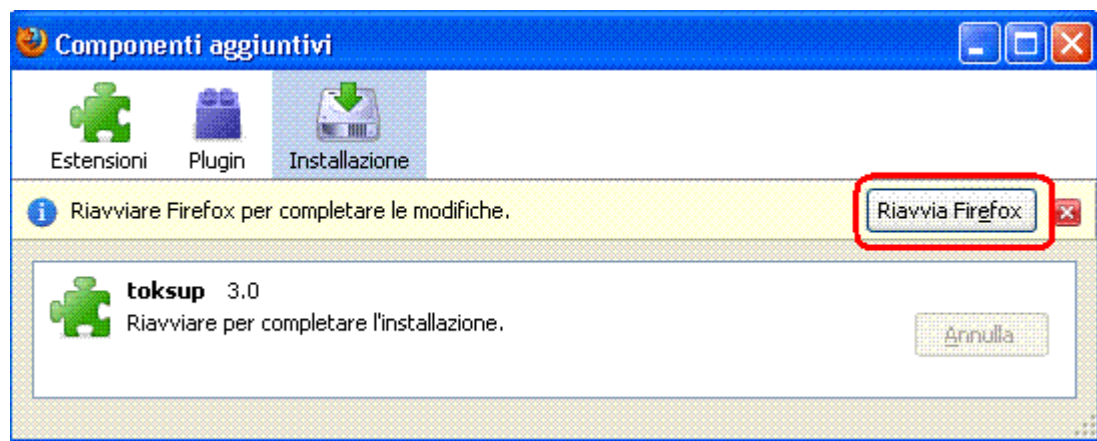 Componenti aggiuntivi
Estensioni Plugin Installazione
Riavviare Firefox per completare le modifiche. Riavvia Firefox
toksup 3.0
Riavviare per completare l'installazione.
Annulla